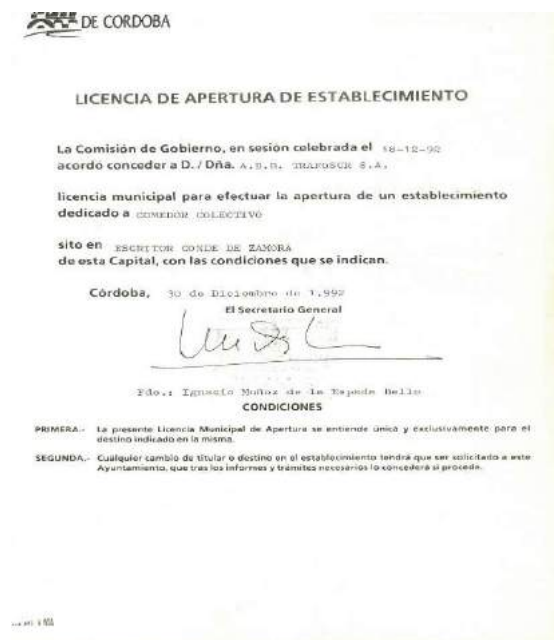 DE CORDOBA
LICENCIA DE APERTURA DE ESTABLECIMIENTO
La Comisión de Gobierno, en sesión celebrada el 18-12-92
acordo conceder a D. / Dña. S.A.
licencia municipal para efectuar la apertura de un establecimiento
dedicado a COMEDOR COLECTIVO
sito en ESCRITOR CONDE DE ZAMORA
de esta Capital, con las condiciones que se indican.
Córdoba, 30 de Diciembre de 1.992
El Secretario General
Fdo.: Ignacio Muñoz de la Espada Bello
CONDICIONES
PRIMERA.- La presente Licencia Municipal de Apertura se entiende única y exclusivamente para el
destino indicado en la misma.
SEGUNDA.- Cualquier cambio de titular o destino en el establecimiento tendrá que ser solicitado a este
Ayuntamiento, que tras los informes y trámites necesarios lo concederá si procede.